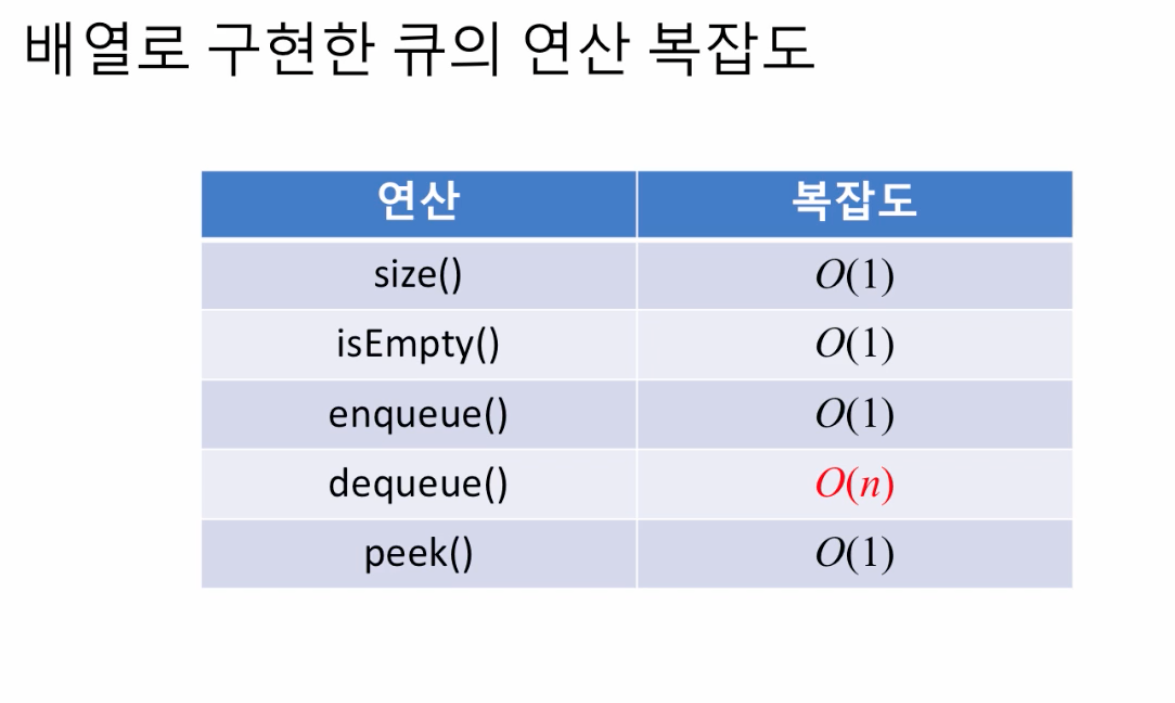 배열로 구현한 큐의 연산 복잡도
연산 복잡도
size() O(1)
isEmpty() O(1)
enqueue() O(1)
dequeue() O(n)
peek() O(1)